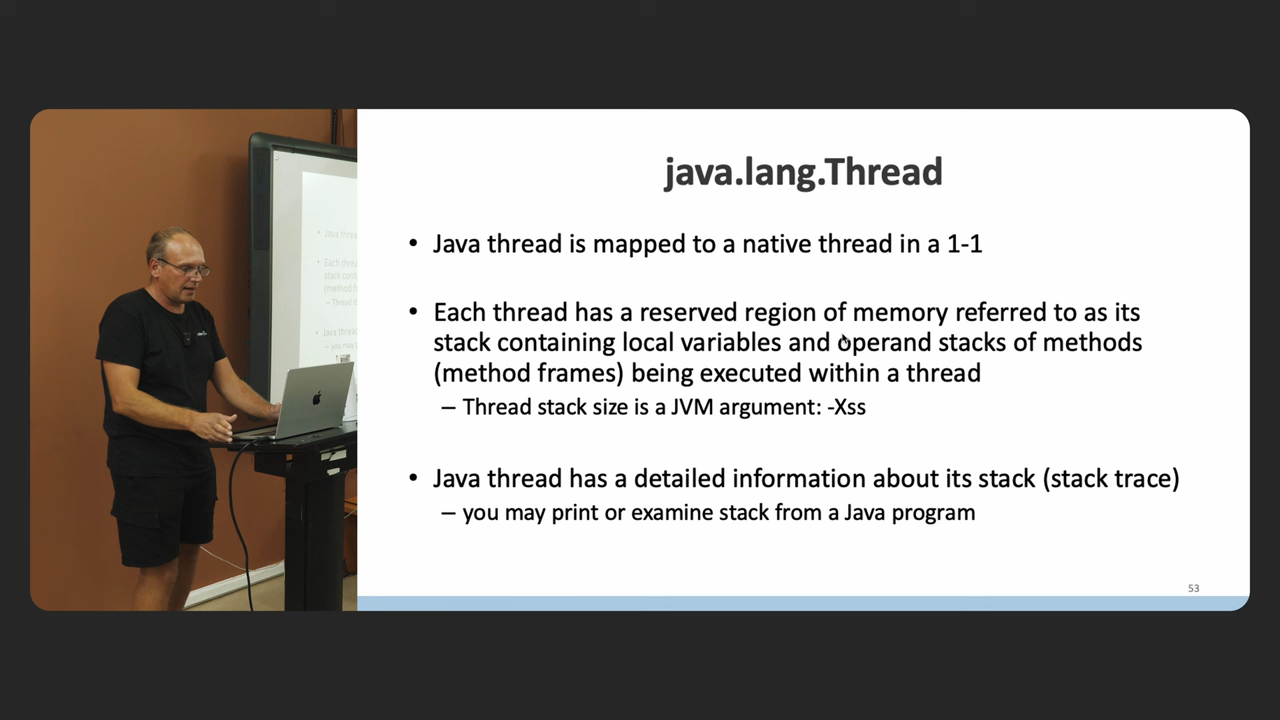 java.lang.Thread
• Java thread is mapped to a native thread in a 1-1
• Each thread has a reserved region of memory referred to as its
stack containing local variables and operand stacks of methods
(method frames) being executed within a thread
– Thread stack size is a JVM argument: -Xss
• Java thread has a detailed information about its stack (stack trace)
– you may print or examine stack from a Java program
53